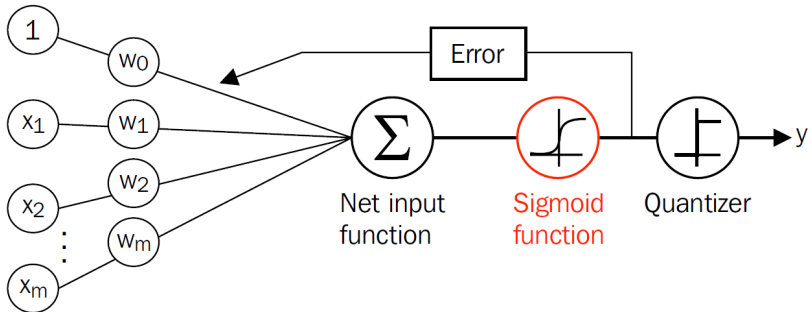 1
w0
Error
x1
w1
Σ
y
x2
w2
Net input
function
Sigmoid
function
Quantizer
wm
⋮
xm